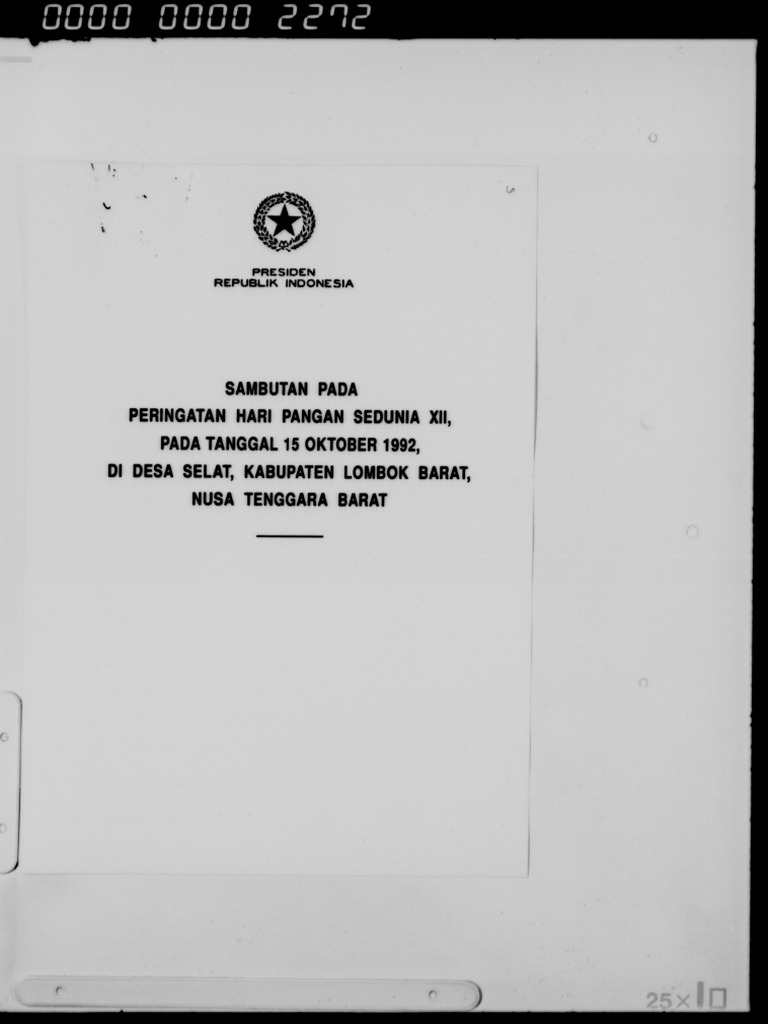 0000 0000 2272
PRESIDEN
REPUBLIK INDONESIA
SAMBUTAN PADA
PERINGATAN HARI PANGAN SEDUNIA XII,
PADA TANGGAL 15 OKTOBER 1992,
DI DESA SELAT, KABUPATEN LOMBOK BARAT,
NUSA TENGGARA BARAT